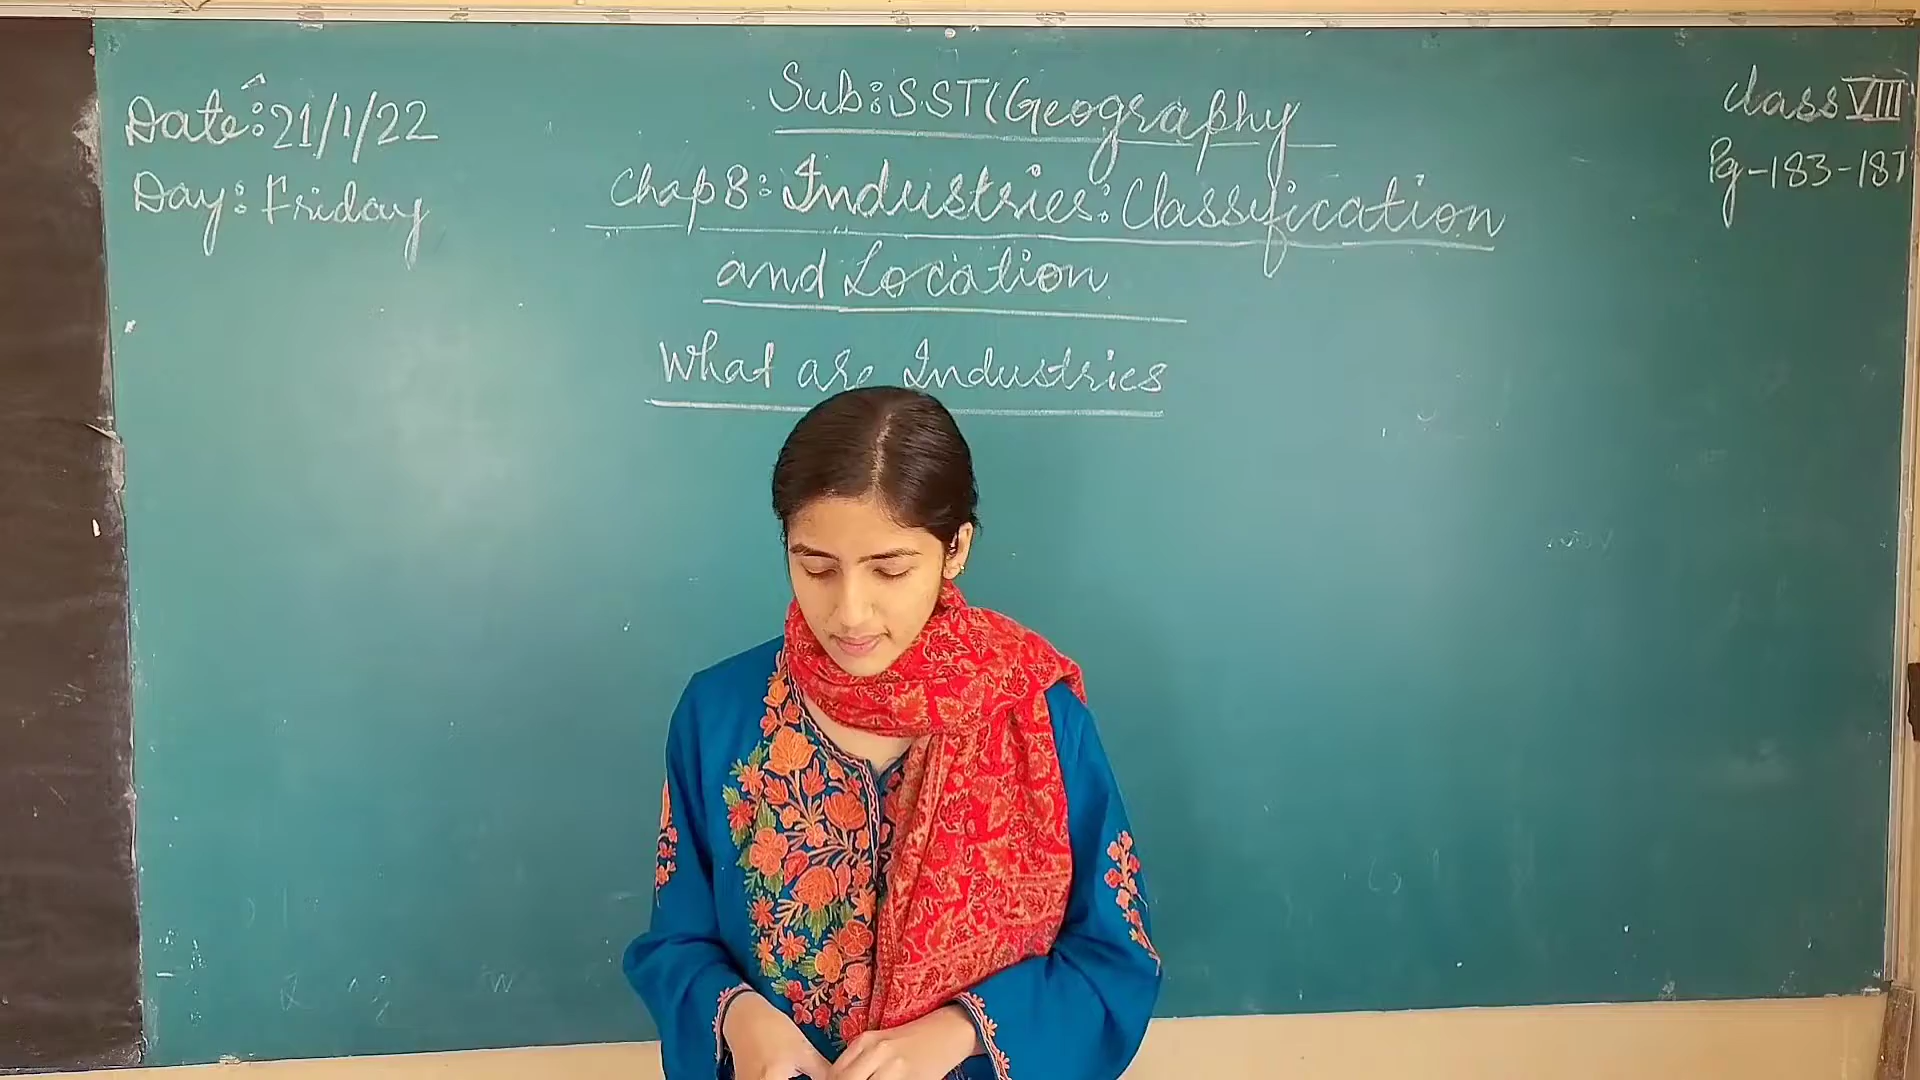 Date: 21/1/22
Day: Friday
Sub: SST(Geography
Chap 8: Industries: Classification
and Location
What are Industries
Class VIII
Pg-183-187